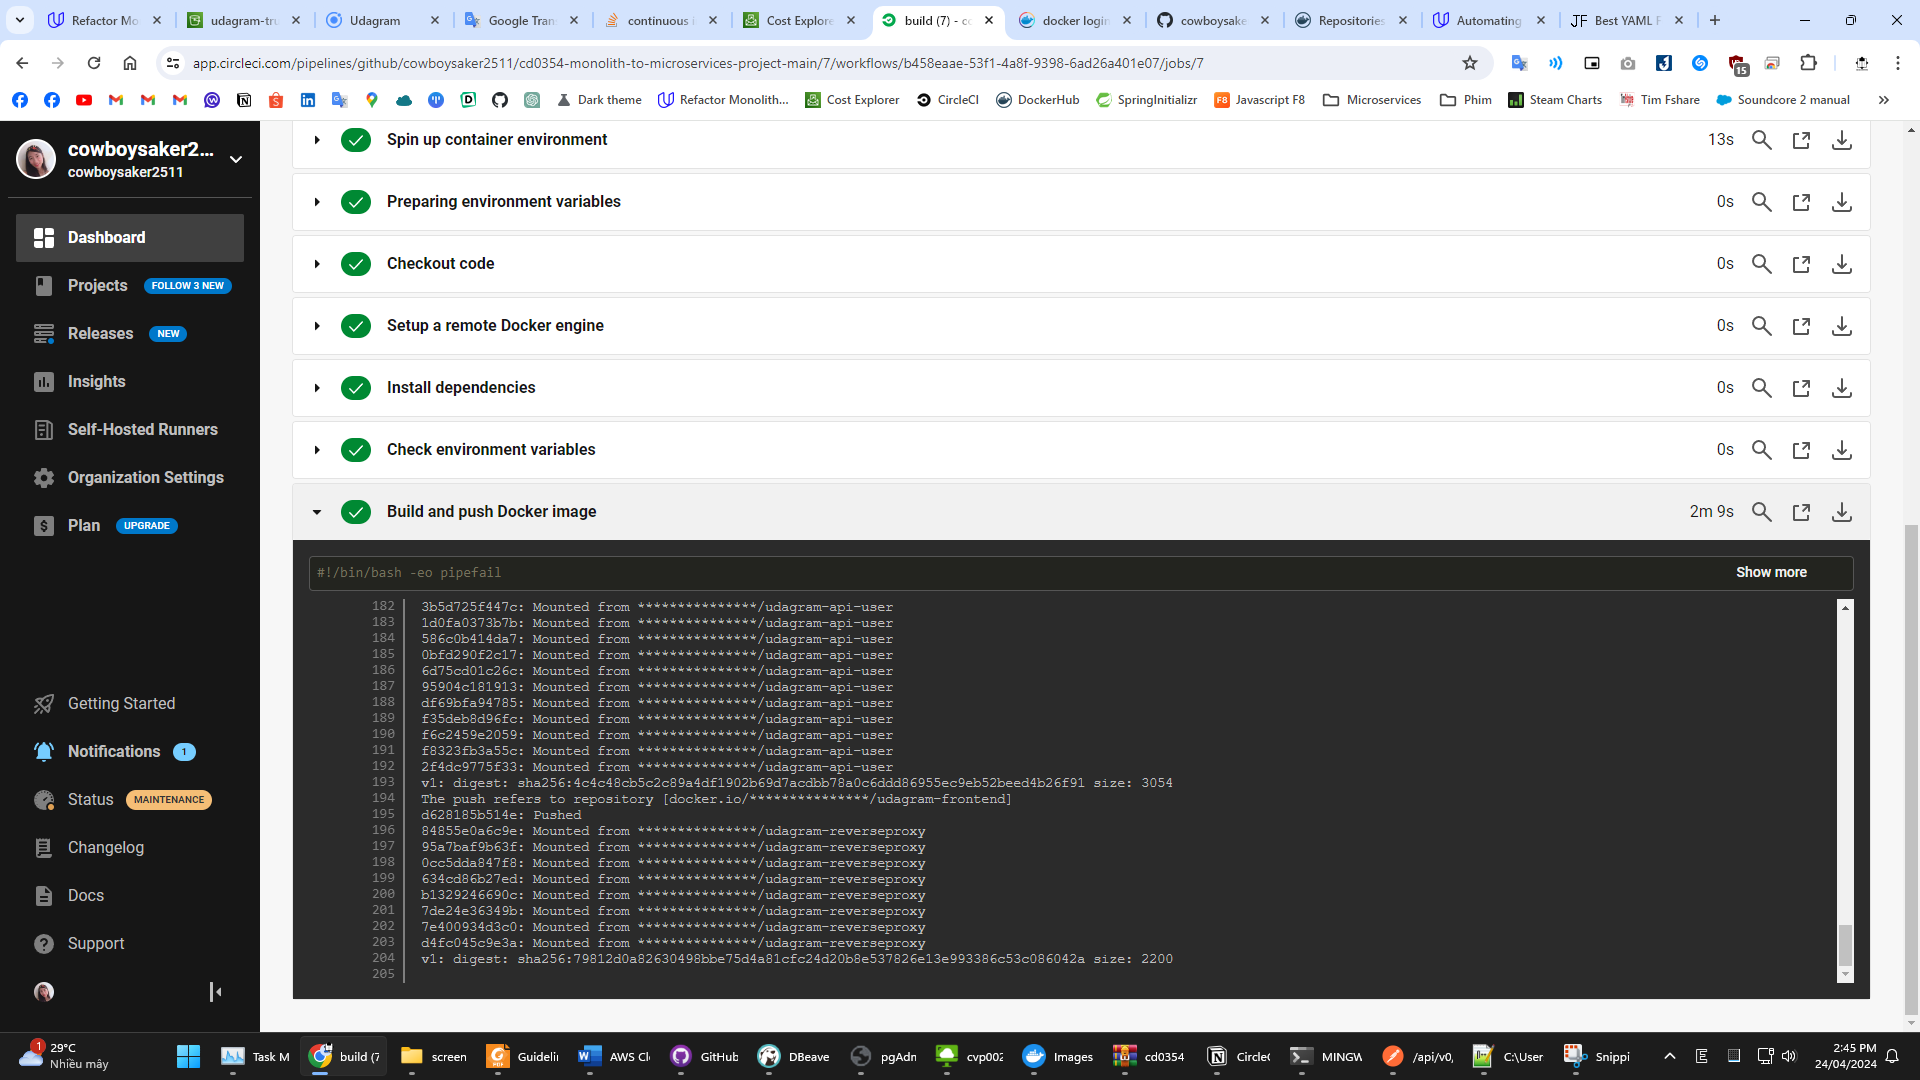 Refactor Mo
udagram-tru
Udagram
Google Tran
continuous i
Cost Explore
build (7) - co
docker login
cowboysake
Repositories
Automating
Best YAML F
app.circleci.com/pipelines/github/cowboysaker2511/cd0354-monolith-to-microservices-project-main/7/workflows/b458eaae-53f1-4a8f-9398-6ad26a401e07/jobs/7
15
Dark theme
Refactor Monolith...
Cost Explorer
CircleCI
DockerHub
SpringInitializr
Javascript F8
Microservices
Phim
Steam Charts
Tim Fshare
Soundcore 2 manual
cowboysaker2...
cowboysaker2511
Dashboard
Projects FOLLOW 3 NEW
Releases NEW
Insights
Self-Hosted Runners
Organization Settings
Plan UPGRADE
Getting Started
Notifications 1
Status MAINTENANCE
Changelog
Docs
Support
Spin up container environment 13s
Preparing environment variables 0s
Checkout code 0s
Setup a remote Docker engine 0s
Install dependencies 0s
Check environment variables 0s
Build and push Docker image 2m 9s
#!/bin/bash -eo pipefail Show more
182 3b5d725f447c: Mounted from ***************/udagram-api-user
183 1d0fa0373b7b: Mounted from ***************/udagram-api-user
184 586c0b414da7: Mounted from ***************/udagram-api-user
185 0bfd290f2c17: Mounted from ***************/udagram-api-user
186 6d75cd01c26c: Mounted from ***************/udagram-api-user
187 95904c181913: Mounted from ***************/udagram-api-user
188 df69bfa94785: Mounted from ***************/udagram-api-user
189 f35deb8d96fc: Mounted from ***************/udagram-api-user
190 f6c2459e2059: Mounted from ***************/udagram-api-user
191 f8323fb3a55c: Mounted from ***************/udagram-api-user
192 2f4dc9775f33: Mounted from ***************/udagram-api-user
193 v1: digest: sha256:4c4c48cb5c2c89a4df1902b69d7acdbb78a0c6ddd86955ec9eb52beed4b26f91 size: 3054
194 The push refers to repository [docker.io/***************/udagram-frontend]
195 d628185b514e: Pushed
196 84855e0a6c9e: Mounted from ***************/udagram-reverseproxy
197 95a7baf9b63f: Mounted from ***************/udagram-reverseproxy
198 0cc5dda847f8: Mounted from ***************/udagram-reverseproxy
199 634cd86b27ed: Mounted from ***************/udagram-reverseproxy
200 b1329246690c: Mounted from ***************/udagram-reverseproxy
201 7de24e36349b: Mounted from ***************/udagram-reverseproxy
202 7e400934d3c0: Mounted from ***************/udagram-reverseproxy
203 d4fc045c9e3a: Mounted from ***************/udagram-reverseproxy
204 v1: digest: sha256:79812d0a82630498bbe75d4a81cfc24d20b8e537826e13e993386c53c086042a size: 2200
205
1
29°C
Nhiều mây
Task M
build (7
screen
Guideli
AWS Cl
GitHub
DBeave
pgAdn
cvp002
Images
cd0354
CircleC
MINGW
/api/v0,
C:\User
Snippi
2:45 PM
24/04/2024